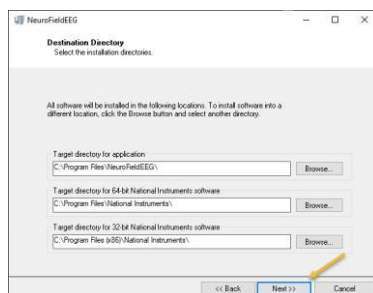 NeuroFieldEEG
Destination Directory
Select the installation directories.
All software will be installed in the following locations. To install software into a
different location, click the Browse button and select another directory.
Target directory for application
C:\Program Files\NeuroFieldEEG\
Browse...
Target directory for 64-bit National Instruments software
C:\Program Files\National Instruments\
Browse...
Target directory for 32-bit National Instruments software
C:\Program Files (x86)\National Instruments\
Browse...
<< Back
Next >>
Cancel